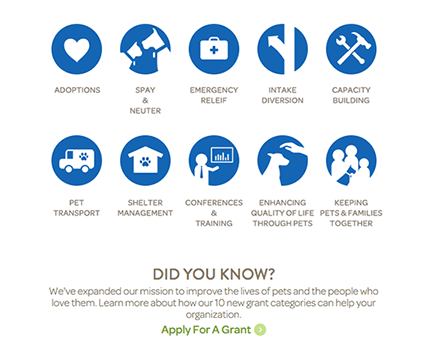 ADOPTIONS
SPAY
&
NEUTER
EMERGENCY
RELEIF
INTAKE
DIVERSION
CAPACITY
BUILDING
PET
TRANSPORT
SHELTER
MANAGEMENT
CONFERENCES
&
TRAINING
ENHANCING
QUALITY OF LIFE
THROUGH PETS
KEEPING
PETS & FAMILIES
TOGETHER
DID YOU KNOW?
We've expanded our mission to improve the lives of pets and the people who
love them. Learn more about how our 10 new grant categories can help your
organization.
Apply For A Grant